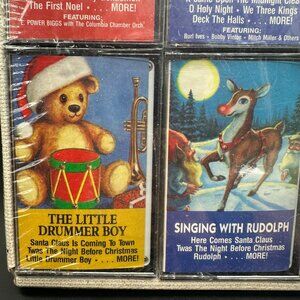 The First Noel . . . . MORE!
FEATURING:
E. POWER BIGGS with The Columbia Chamber Orch
O Holy Night - We Three Kings
Deck The Halls . . . MORE!
FEATURING:
Burl Ives - Bobby Vinton - Mitch Miller & Others
THE LITTLE
DRUMMER BOY
Santa Claus Is Coming To Town
Twas The Night Before Christmas
Little Drummer Boy - . . . . MORE!
SINGING WITH RUDOLPH
Here Comes Santa Claus
Twas The Night Before Christmas
Rudolph - . . . . MORE!